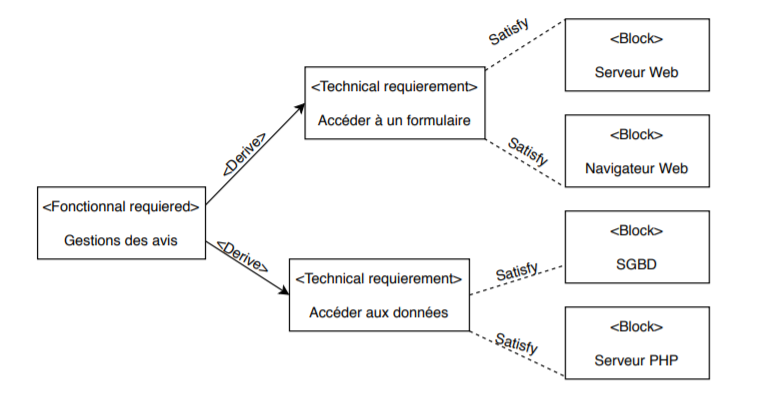 Satisfy
<Block>
Serveur Web
<Technical requierement>
Accéder à un formulaire
<Block>
Navigateur Web
Satisfy
<Derive>
<Fonctionnal requiered>
Gestions des avis
<Derive>
<Block>
SGBD
<Technical requierement>
Accéder aux données
Satisfy
<Block>
Serveur PHP
Satisfy